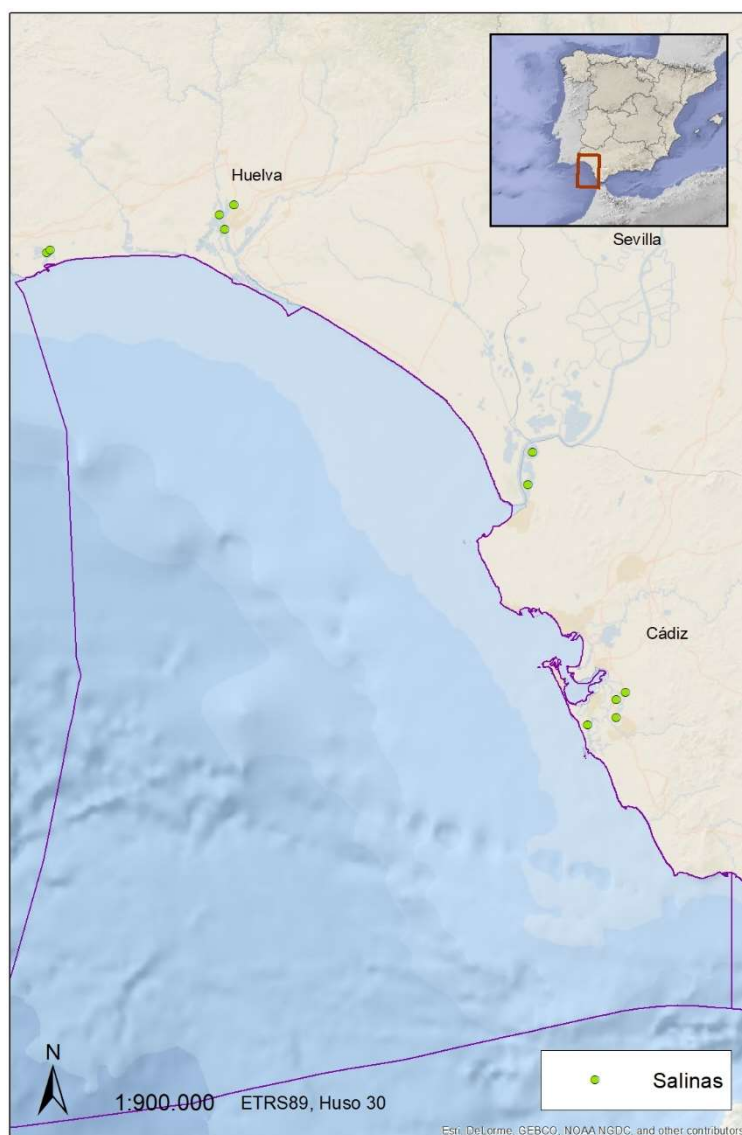 Huelva
Sevilla
Cádiz
N
1:900.000 ETRS89, Huso 30
Salinas
Esri, DeLorme, GEBCO, NOAA NGDC, and other contributors